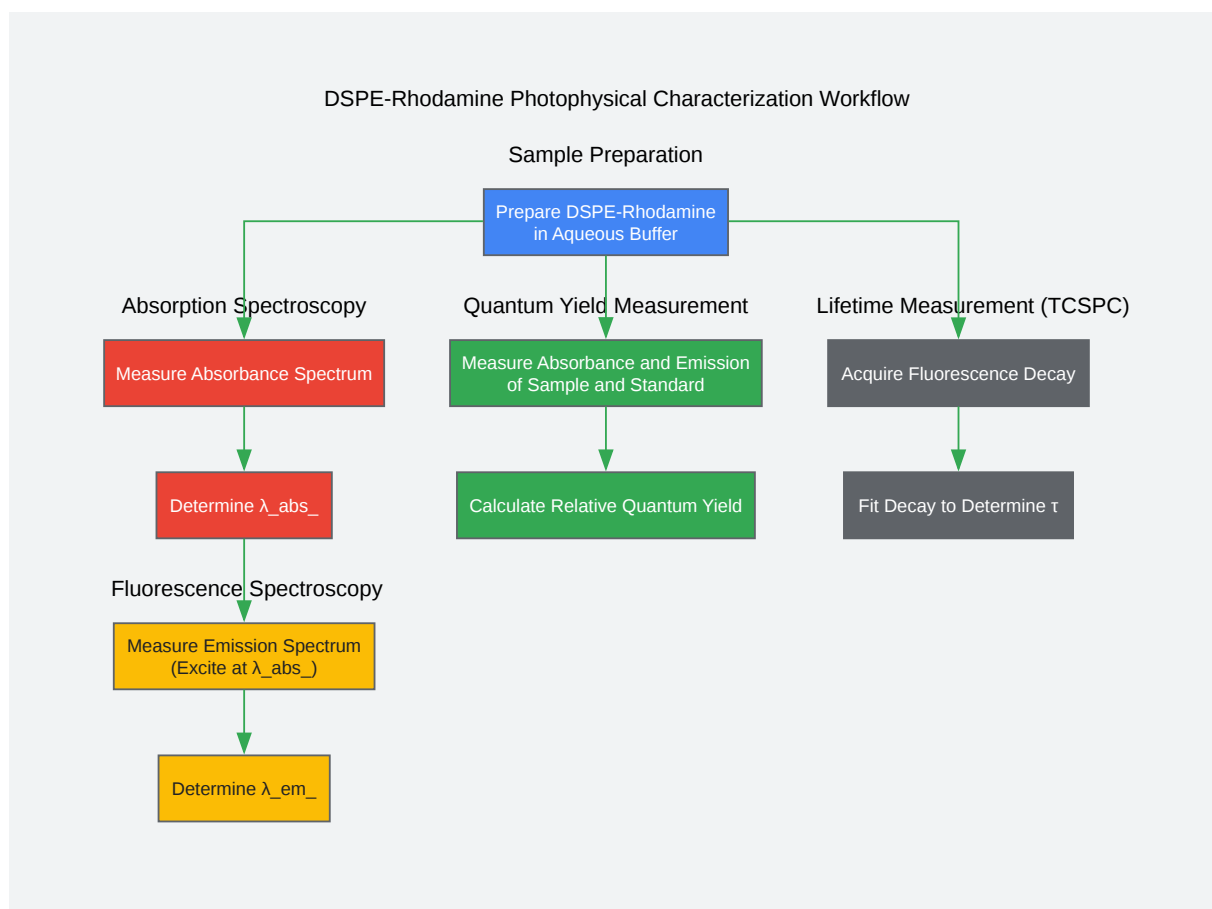 DSPE-Rhodamine Photophysical Characterization Workflow
Sample Preparation
Prepare DSPE-Rhodamine
in Aqueous Buffer
Absorption Spectroscopy
Measure Absorbance Spectrum
Determine λ_abs_
Fluorescence Spectroscopy
Measure Emission Spectrum
(Excite at λ_abs_)
Determine λ_em_
Quantum Yield Measurement
Measure Absorbance and Emission
of Sample and Standard
Calculate Relative Quantum Yield
Lifetime Measurement (TCSPC)
Acquire Fluorescence Decay
Fit Decay to Determine τ